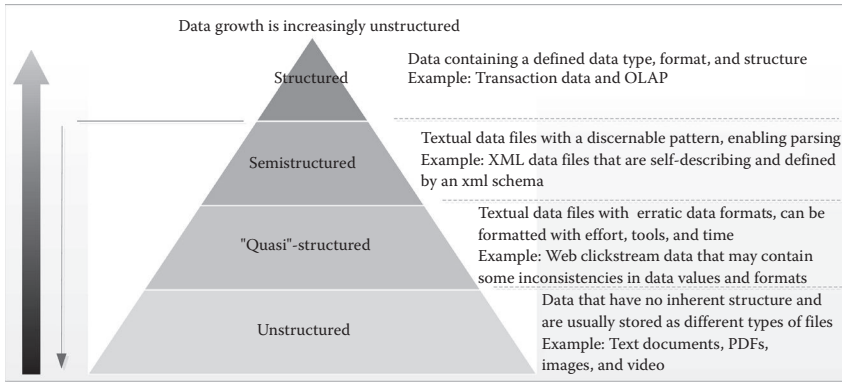 Data growth is increasingly unstructured
Structured
Data containing a defined data type, format, and structure
Example: Transaction data and OLAP
Semistructured
Textual data files with a discernable pattern, enabling parsing
Example: XML data files that are self-describing and defined
by an xml schema
"Quasi"-structured
Textual data files with erratic data formats, can be
formatted with effort, tools, and time
Example: Web clickstream data that may contain
some inconsistencies in data values and formats
Unstructured
Data that have no inherent structure and
are usually stored as different types of files
Example: Text documents, PDFs,
images, and video